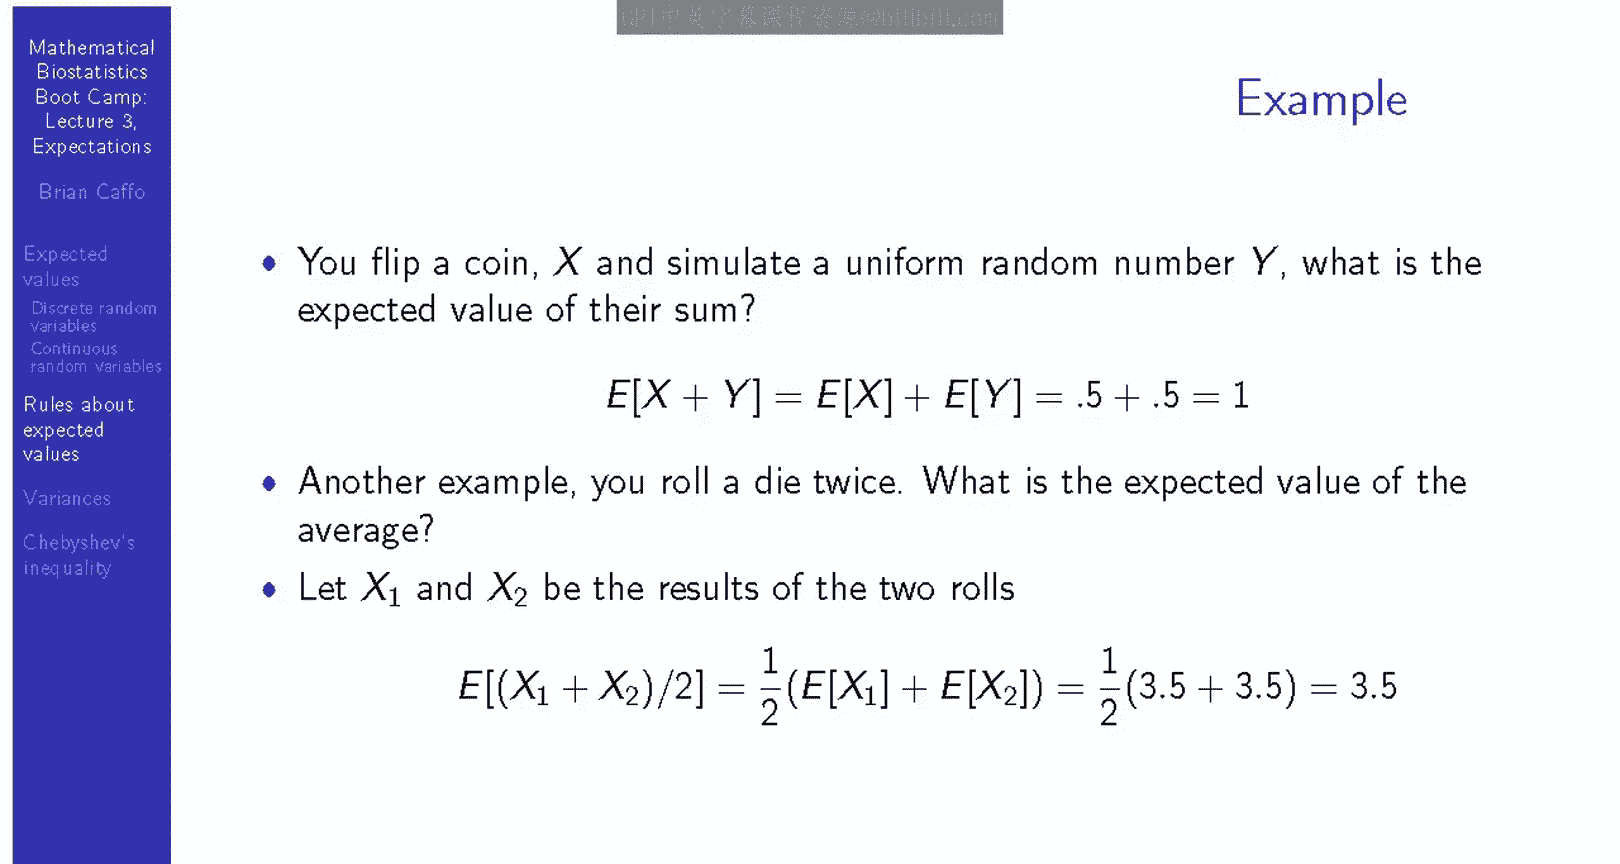 Mathematical
Biostatistics
Boot Camp:
Lecture 3,
Expectations
Brian Caffo
Expected
values
Discrete random
variables
Continuous
random variables
Rules about
expected
values
Variances
Chebyshev's
inequality
Example
• You flip a coin, X and simulate a uniform random number Y, what is the
expected value of their sum?
E[X + Y] = E[X] + E[Y] = .5 + .5 = 1
• Another example, you roll a die twice. What is the expected value of the
average?
• Let X₁ and X₂ be the results of the two rolls
E[(X₁ + X₂)/2] = 1/2(E[X₁] + E[X₂]) = 1/2(3.5 + 3.5) = 3.5